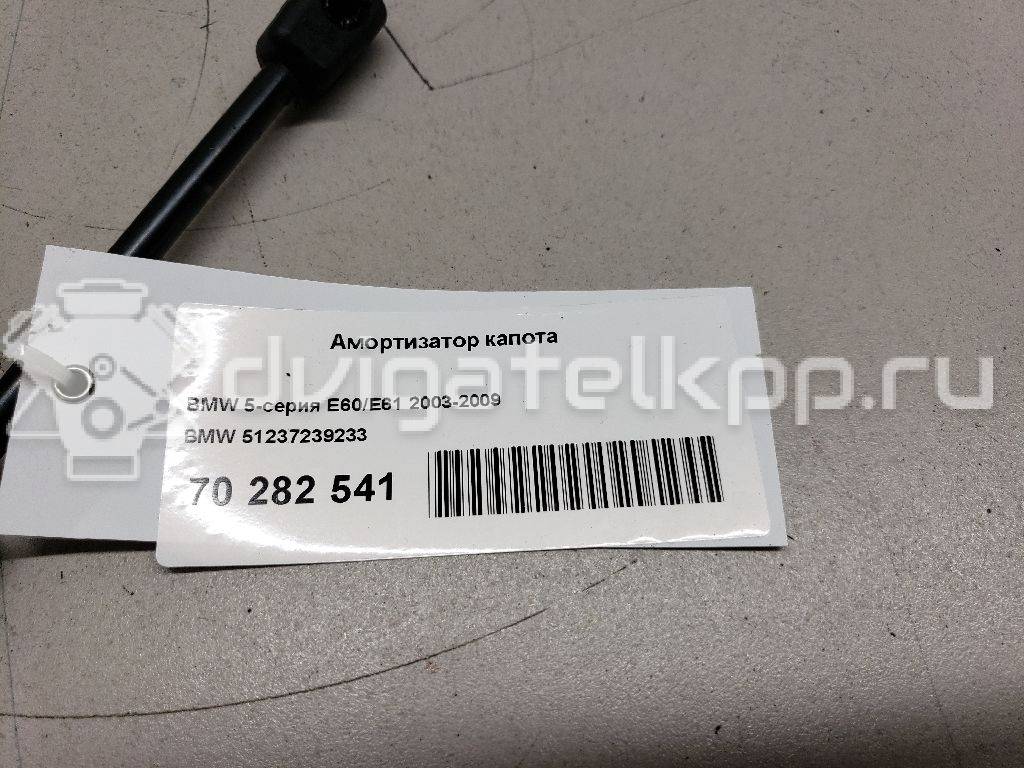 Амортизатор капота
dvigatelkpp.ru
BMW 5-серия E60/E61 2003-2009
BMW 51237239233
70 282 541